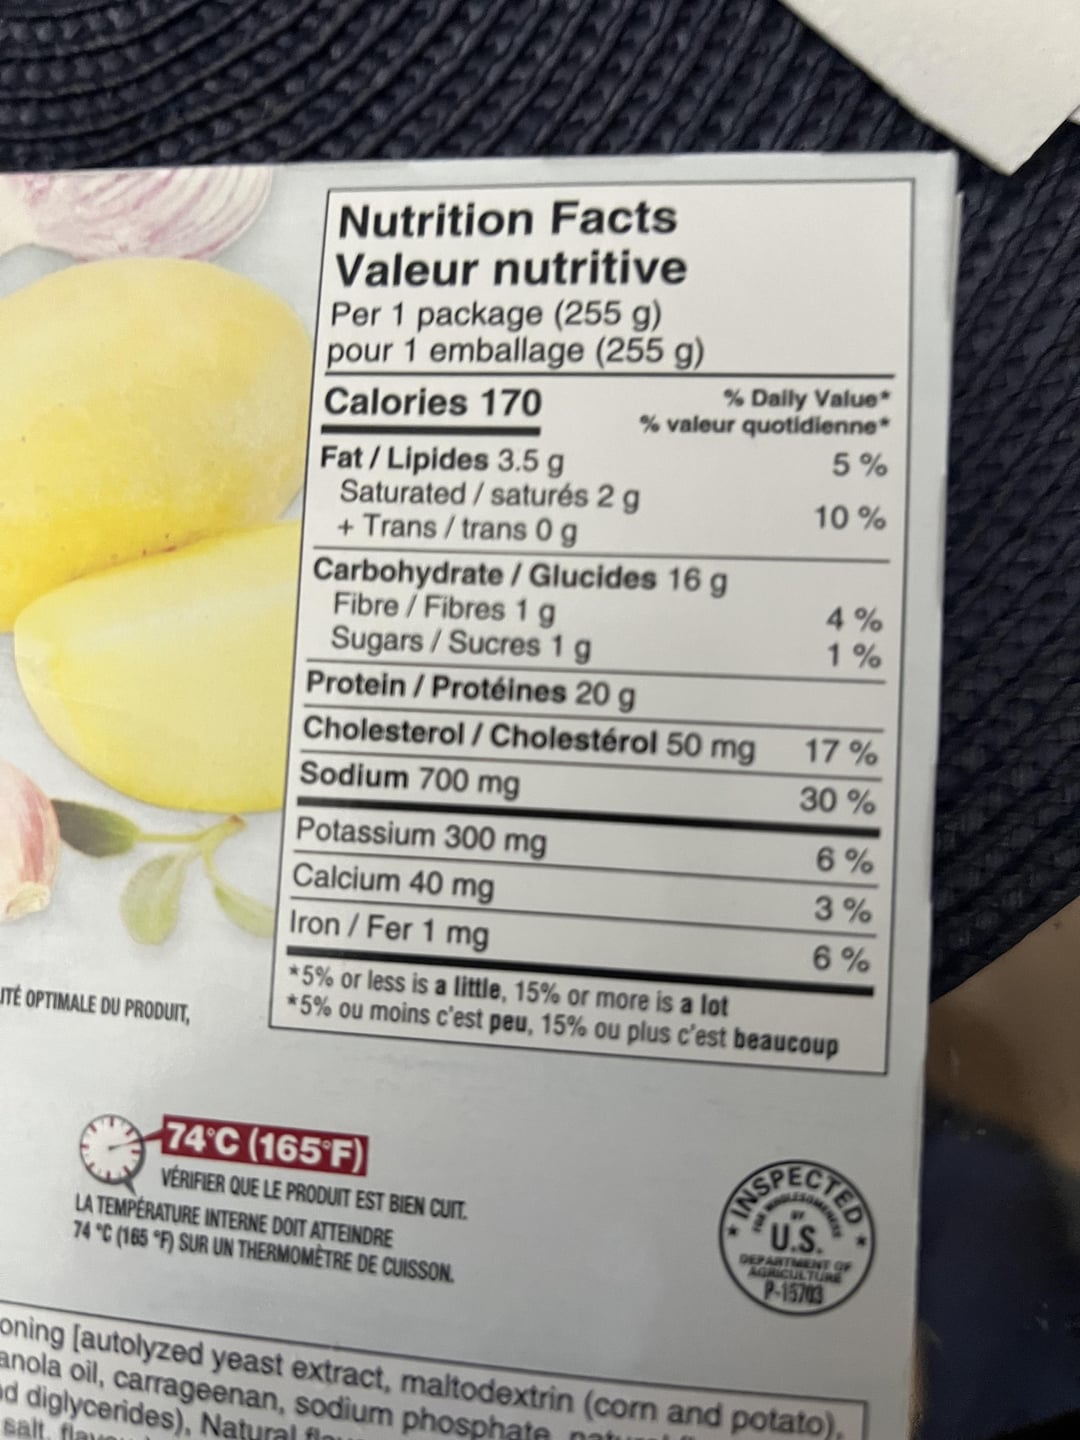 Nutrition Facts
Valeur nutritive
Per 1 package (255 g)
pour 1 emballage (255 g)
Calories 170
% Daily Value*
% valeur quotidienne*
Fat / Lipides 3.5 g 5 %
Saturated / saturés 2 g
+ Trans / trans 0 g 10 %
Carbohydrate / Glucides 16 g
Fibre / Fibres 1 g 4 %
Sugars / Sucres 1 g 1 %
Protein / Protéines 20 g
Cholesterol / Cholestérol 50 mg 17 %
Sodium 700 mg 30 %
Potassium 300 mg 6 %
Calcium 40 mg 3 %
Iron / Fer 1 mg 6 %
*5% or less is a little, 15% or more is a lot
*5% ou moins c'est peu, 15% ou plus c'est beaucoup
ITÉ OPTIMALE DU PRODUIT,
74°C (165°F)
VÉRIFIER QUE LE PRODUIT EST BIEN CUIT.
LA TEMPÉRATURE INTERNE DOIT ATTEINDRE
74 °C (165 °F) SUR UN THERMOMÈTRE DE CUISSON.
INSPECTED
FOR WHOLESOMENESS
BY
U.S.
DEPARTMENT OF
AGRICULTURE
P-15703
oning [autolyzed yeast extract, maltodextrin (corn and potato),
anola oil, carrageenan, sodium phosphate,
d diglycerides), Natural
salt,